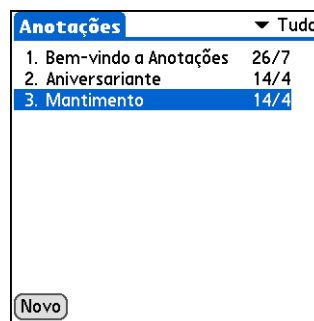 Anotações Tudo
1. Bem-vindo a Anotações 26/7
2. Aniversariante 14/4
3. Mantimento 14/4
Novo